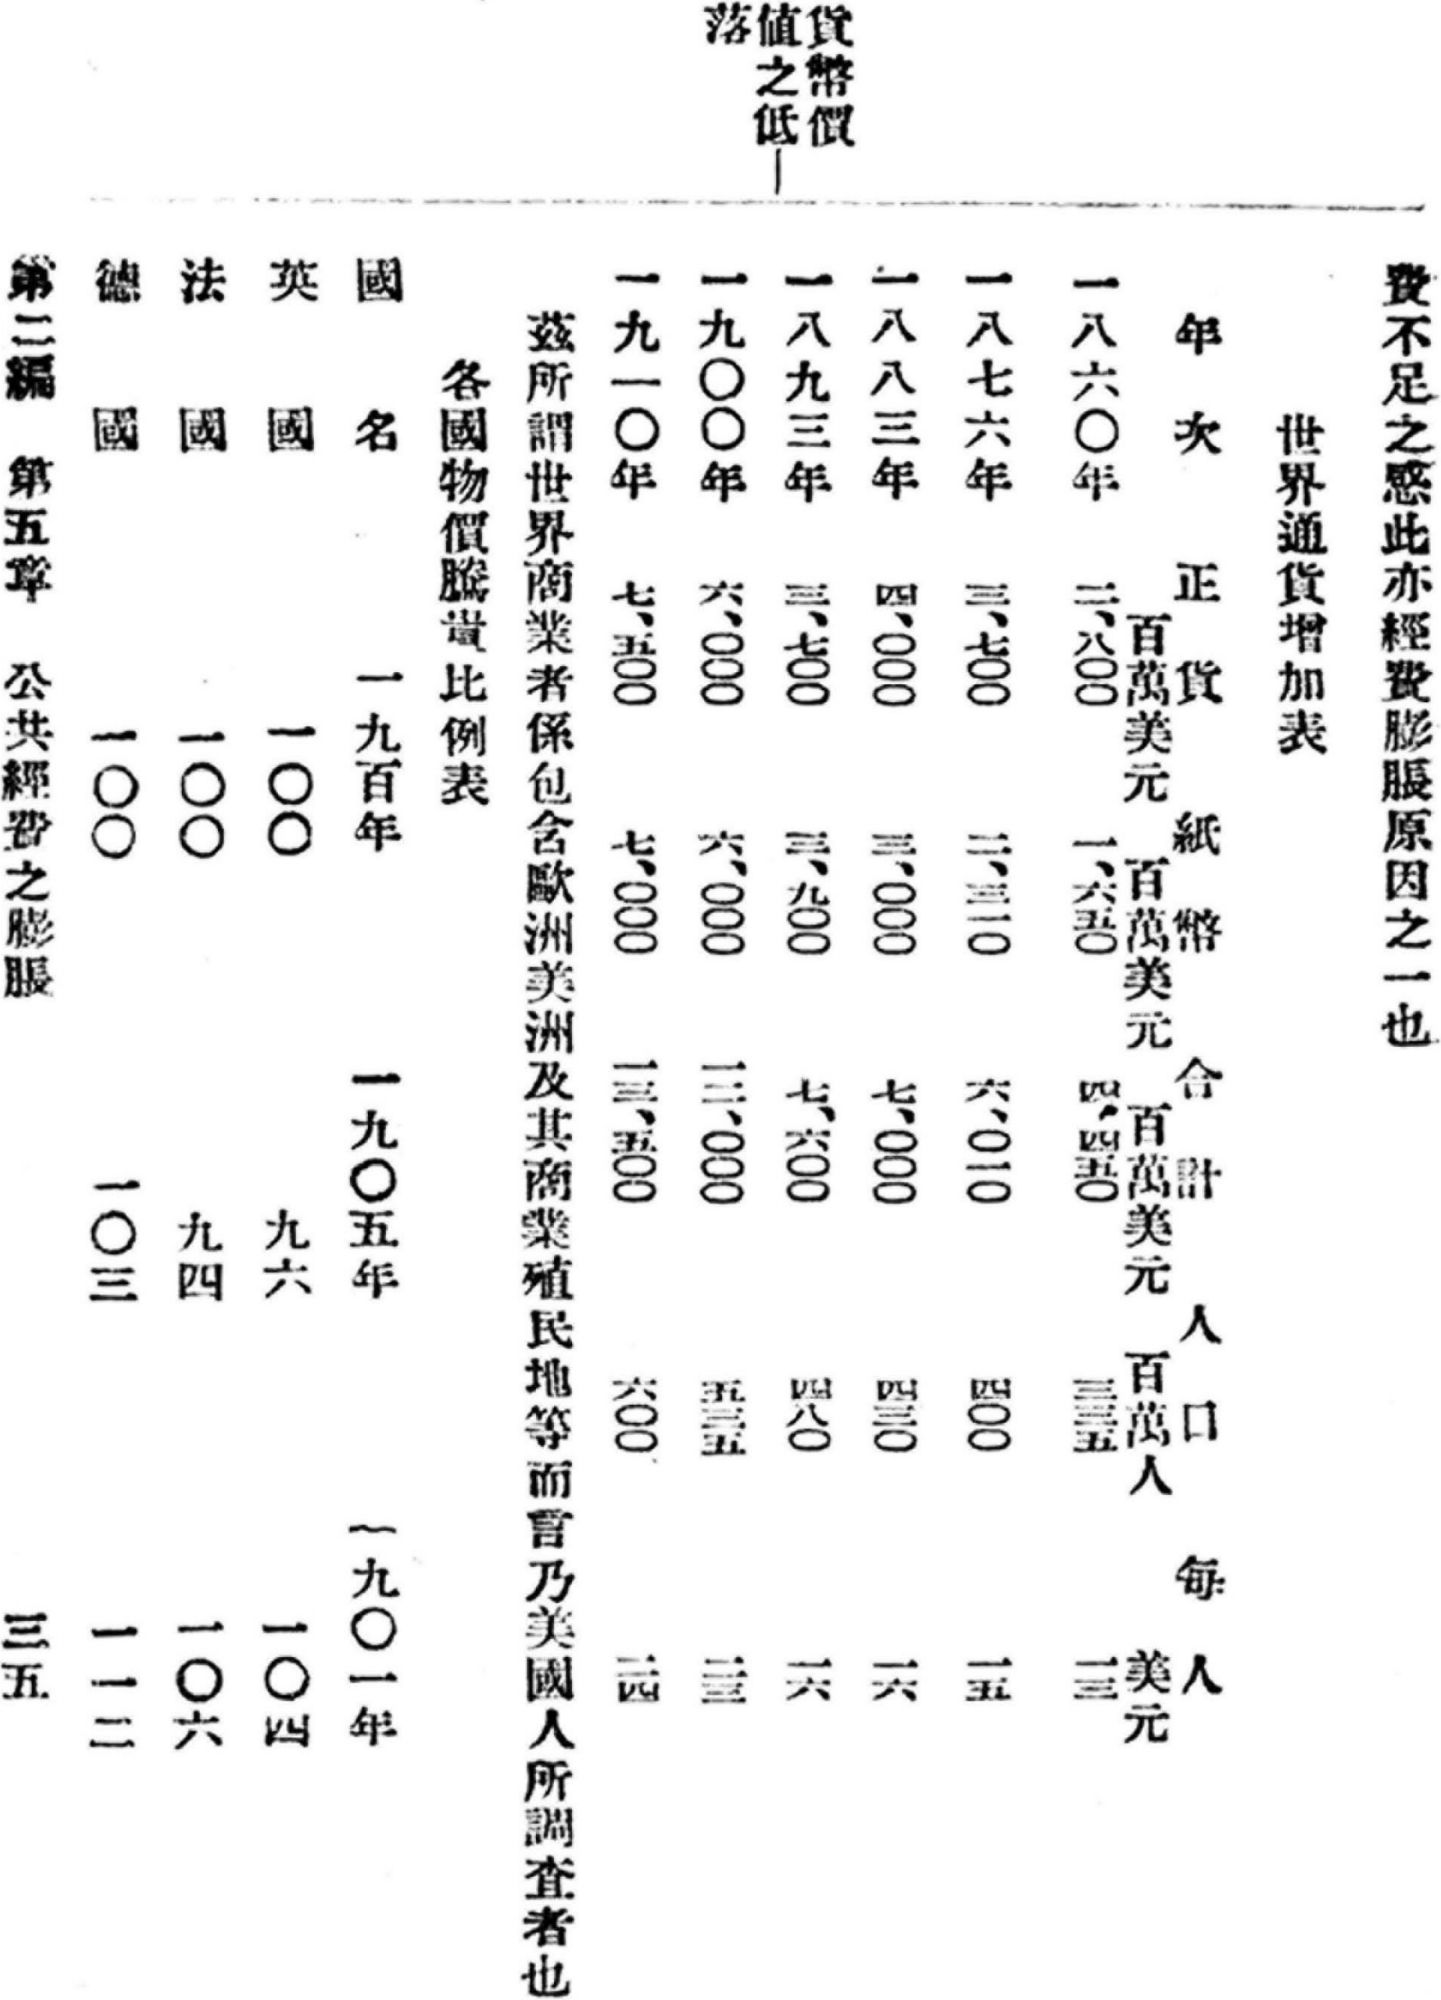 貨幣價
值之低
落
費不足之感此亦經費膨脹原因之一也
世界通貨增加表
年次 正貨 紙幣 合計 人口 每人
百萬美元 百萬美元 百萬美元 百萬人 美元
一八六〇年 二、八〇〇 一、六五〇 四、四五〇 三三五 一三
一八七六年 三、七〇〇 二、三一〇 六、〇一〇 四〇〇 一五
一八八三年 四、〇〇〇 三、〇〇〇 七、〇〇〇 四三〇 一六
一八九三年 三、七〇〇 三、九〇〇 七、六〇〇 四八〇 一六
一九〇〇年 六、〇〇〇 六、〇〇〇 一二、〇〇〇 五三五 二三
一九一〇年 七、五〇〇 七、〇〇〇 一三、五〇〇 六〇〇 二四
茲所謂世界商業者係包含歐洲美洲及其商業殖民地等而言乃美國人所調查者也
各國物價騰貴比例表
國名 一九百年 一九〇五年 一九〇一年
英國 一〇〇 九六 一〇四
法國 一〇〇 九四 一〇六
德國 一〇〇 一〇三 一一二
第二編 第五章 公共經費之膨脹 三五